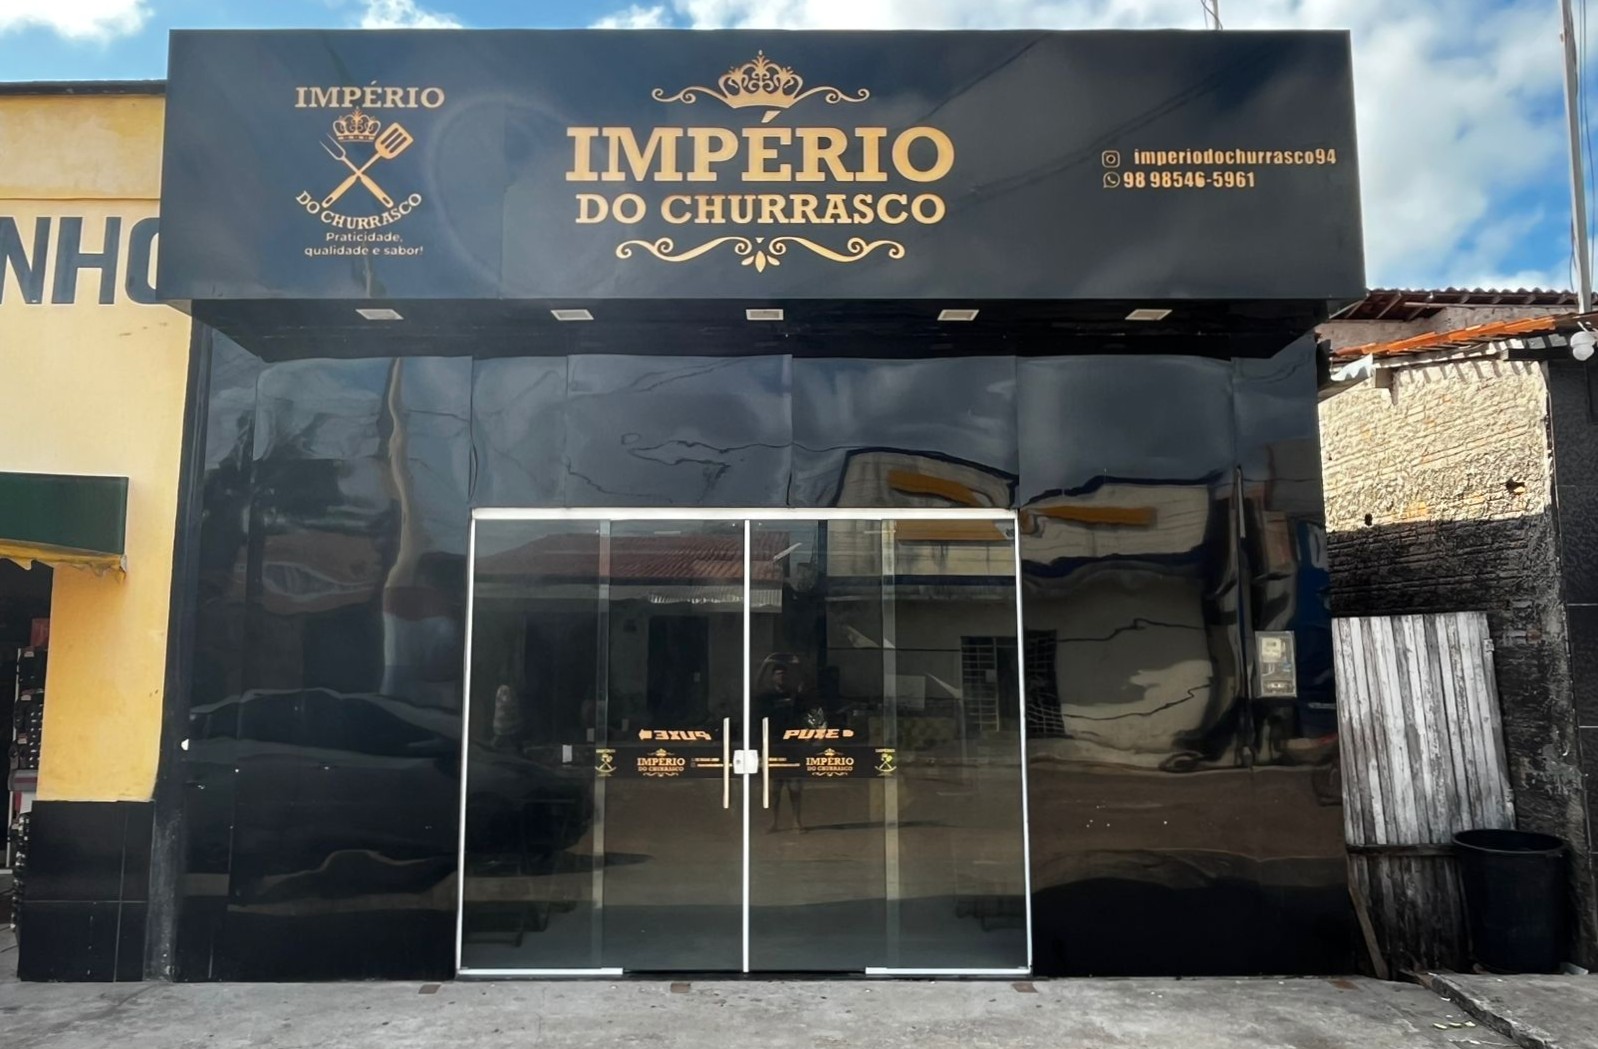 IMPÉRIO
DO CHURRASCO
Praticidade,
qualidade e sabor!
IMPÉRIO
DO CHURRASCO
imperiodochurrasco94
98 98546-5961
NHO
PUXE
PUXE
IMPÉRIO
DO CHURRASCO
IMPÉRIO
DO CHURRASCO